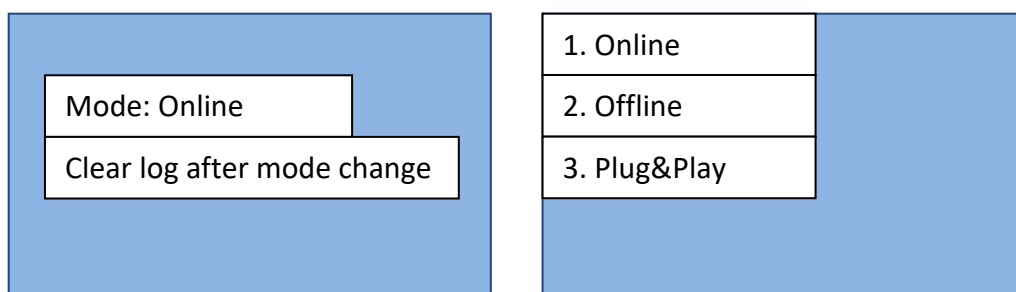 Mode: Online
Clear log after mode change
1. Online
2. Offline
3. Plug&Play